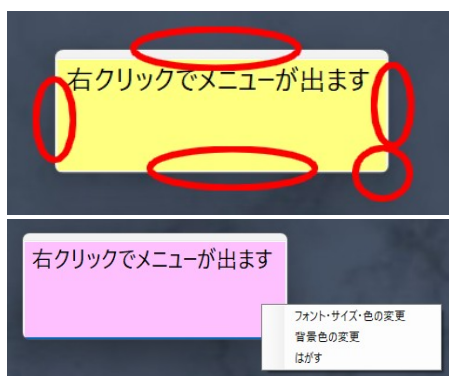 右クリックでメニューが出ます
右クリックでメニューが出ます
フォント・サイズ・色の変更
背景色の変更
はがす